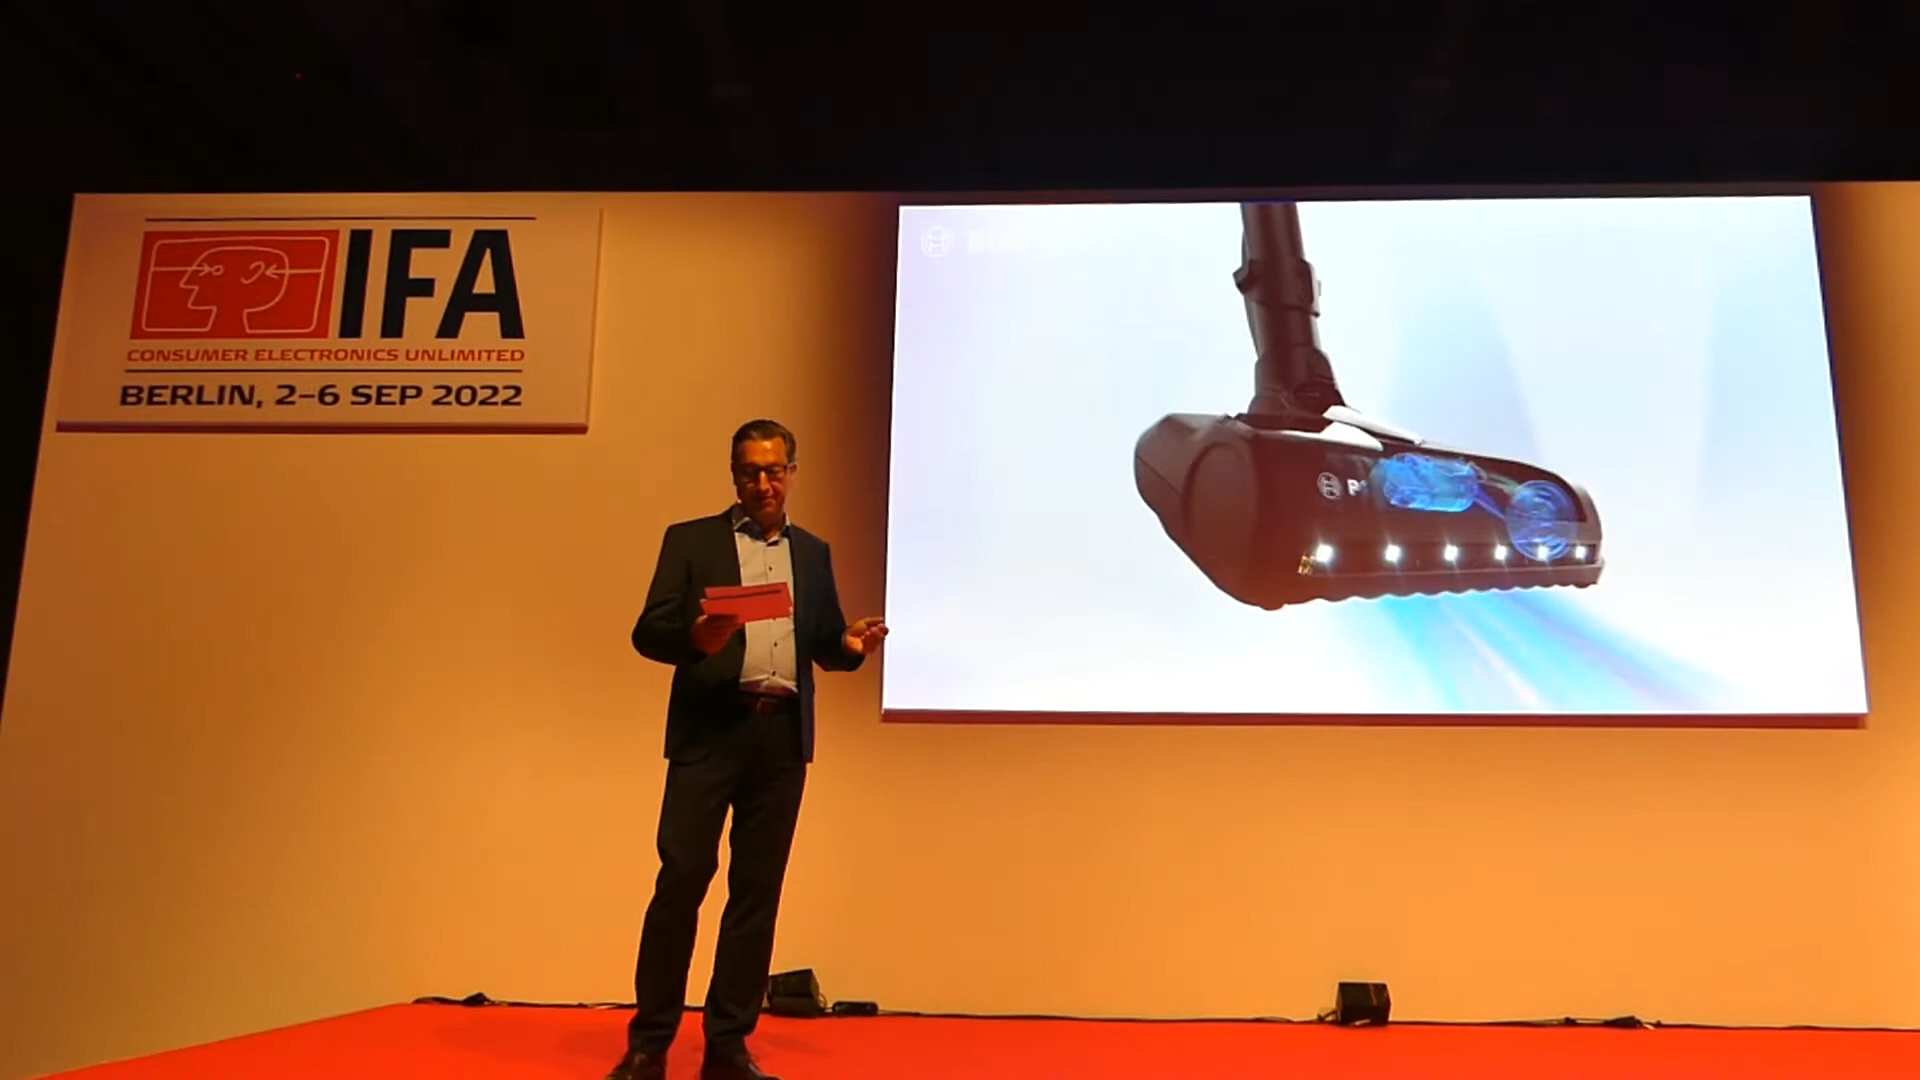 IFA
CONSUMER ELECTRONICS UNLIMITED
BERLIN, 2–6 SEP 2022